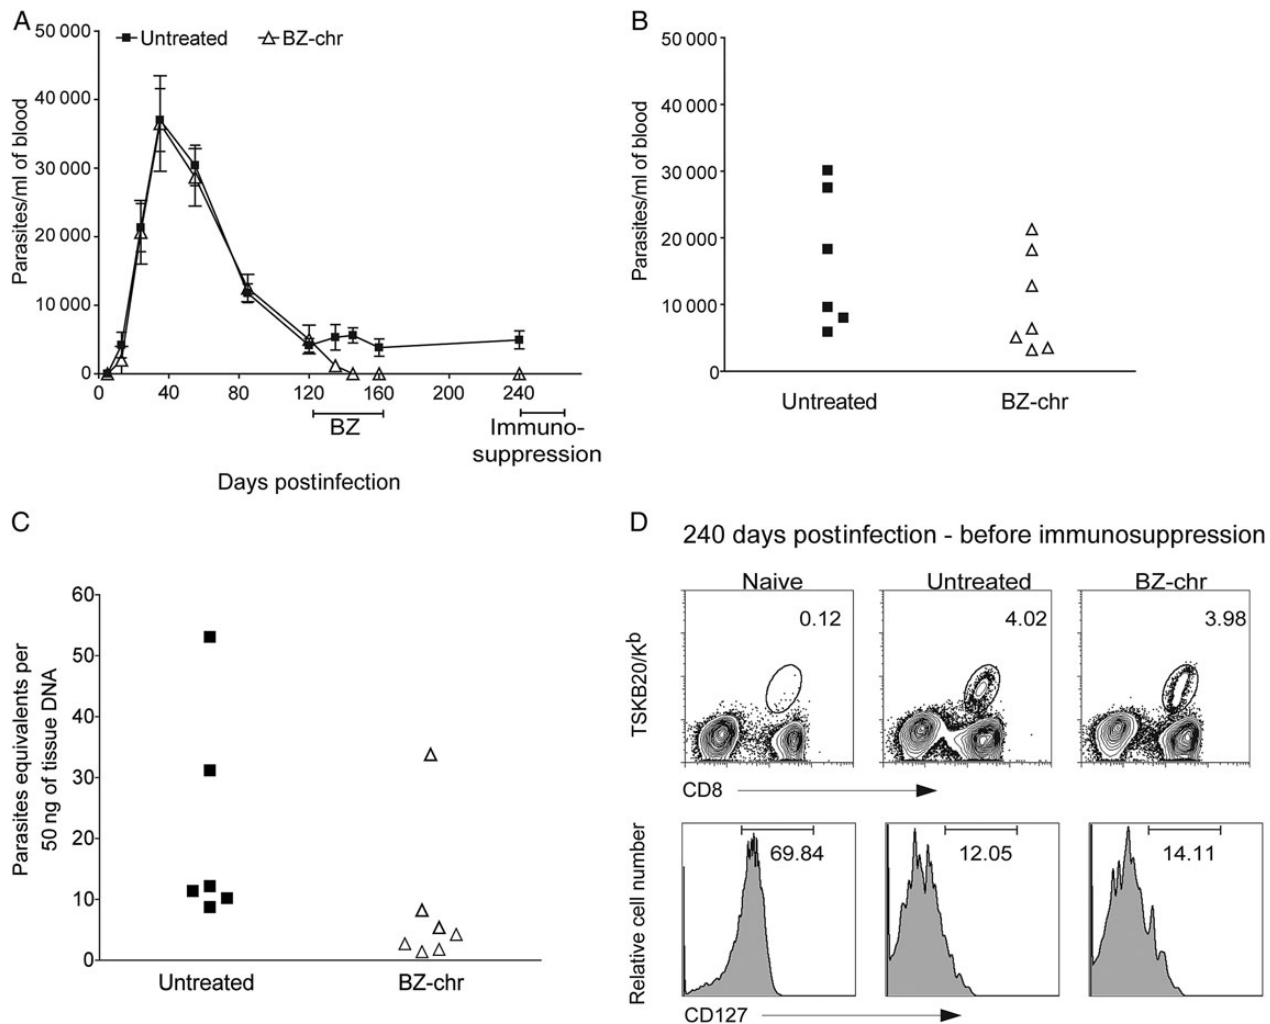 A
50 000
Untreated
BZ-chr
40 000
30 000
20 000
10 000
0
Parasites/ml of blood
0 40 80 120 160 200 240
BZ
Immuno-
suppression
Days postinfection
B
50 000
40 000
30 000
20 000
10 000
0
Parasites/ml of blood
Untreated BZ-chr
C
60
50
40
30
20
10
0
Parasites equivalents per
50 ng of tissue DNA
Untreated BZ-chr
D
240 days postinfection - before immunosuppression
Naive Untreated BZ-chr
0.12 4.02 3.98
TSKB20/Kb
CD8
69.84 12.05 14.11
Relative cell number
CD127